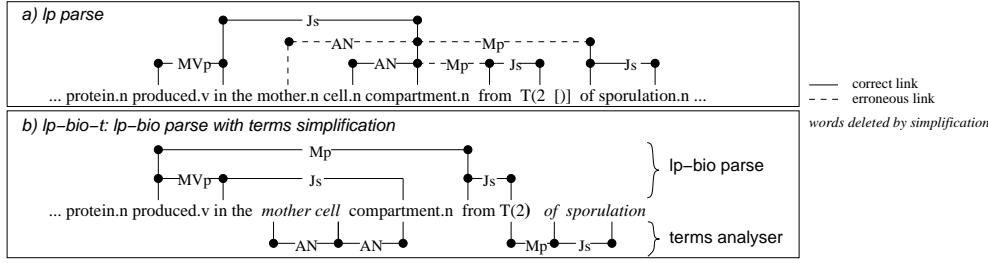 a) lp parse
Js
AN
Mp
MVp
AN
Mp
Js
Js
... protein.n produced.v in the mother.n cell.n compartment.n from T(2 [)] of sporulation.n ...
correct link
erroneous link
words deleted by simplification
b) lp−bio−t: lp−bio parse with terms simplification
Mp
lp−bio parse
MVp
Js
Js
... protein.n produced.v in the mother cell compartment.n from T(2) of sporulation
AN
AN
Mp
Js
terms analyser